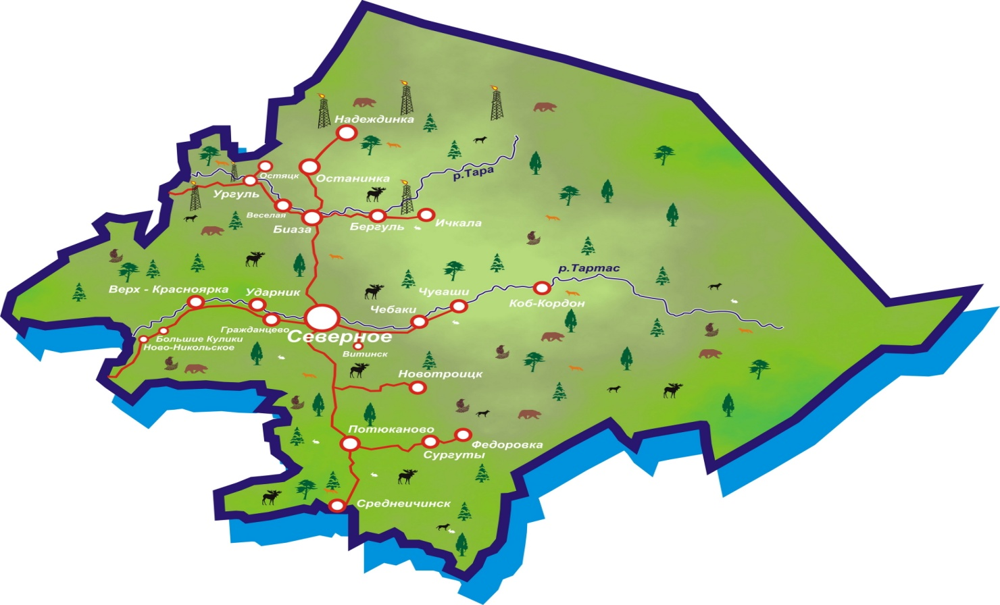 Надеждинка
р.Тара
Остяцк
Останинка
Ургуль
Веселая
Биаза
Бергуль
Ичкала
р.Тартас
Верх - Красноярка
Ударник
Чуваши
Коб-Кордон
Чебаки
Гражданцево
Северное
Большие Кулики
Ново-Никольское
Витинск
Новотроицк
Потюканово
Федоровка
Сургуты
Среднеичинск